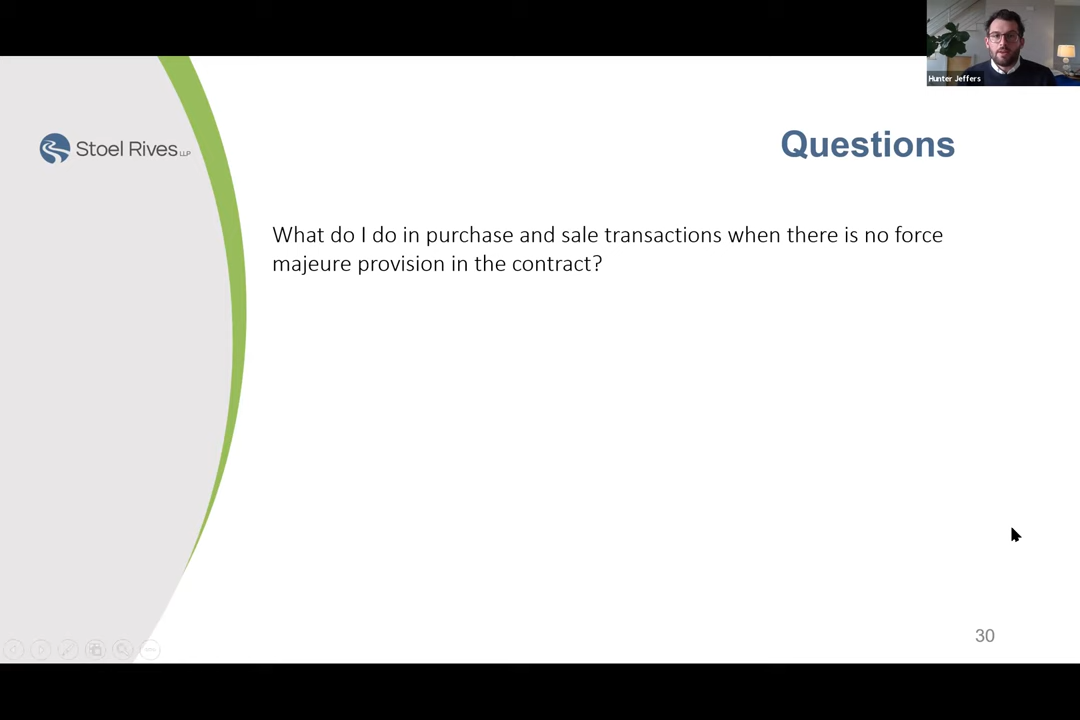 Hunter Jeffers
Stoel Rives LLP
Questions
What do I do in purchase and sale transactions when there is no force
majeure provision in the contract?
30